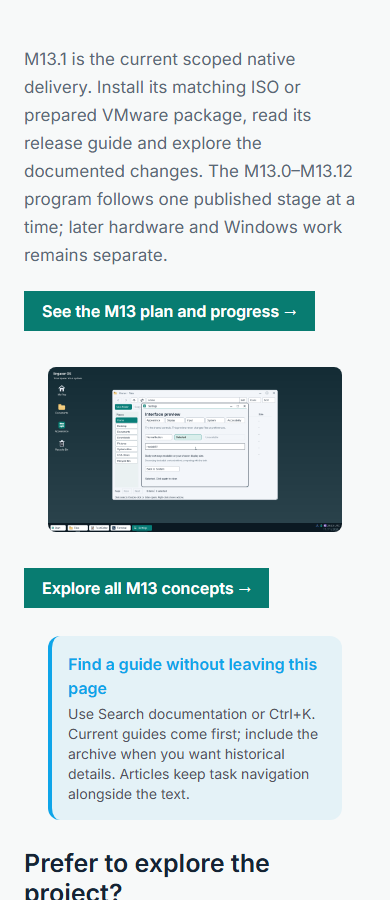 M13.1 is the current scoped native
delivery. Install its matching ISO or
prepared VMware package, read its
release guide and explore the
documented changes. The M13.0–M13.12
program follows one published stage at a
time; later hardware and Windows work
remains separate.
See the M13 plan and progress →
Interface preview
Explore all M13 concepts →
Find a guide without leaving this
page
Use Search documentation or Ctrl+K.
Current guides come first; include the
archive when you want historical
details. Articles keep task navigation
alongside the text.
Prefer to explore the
project?